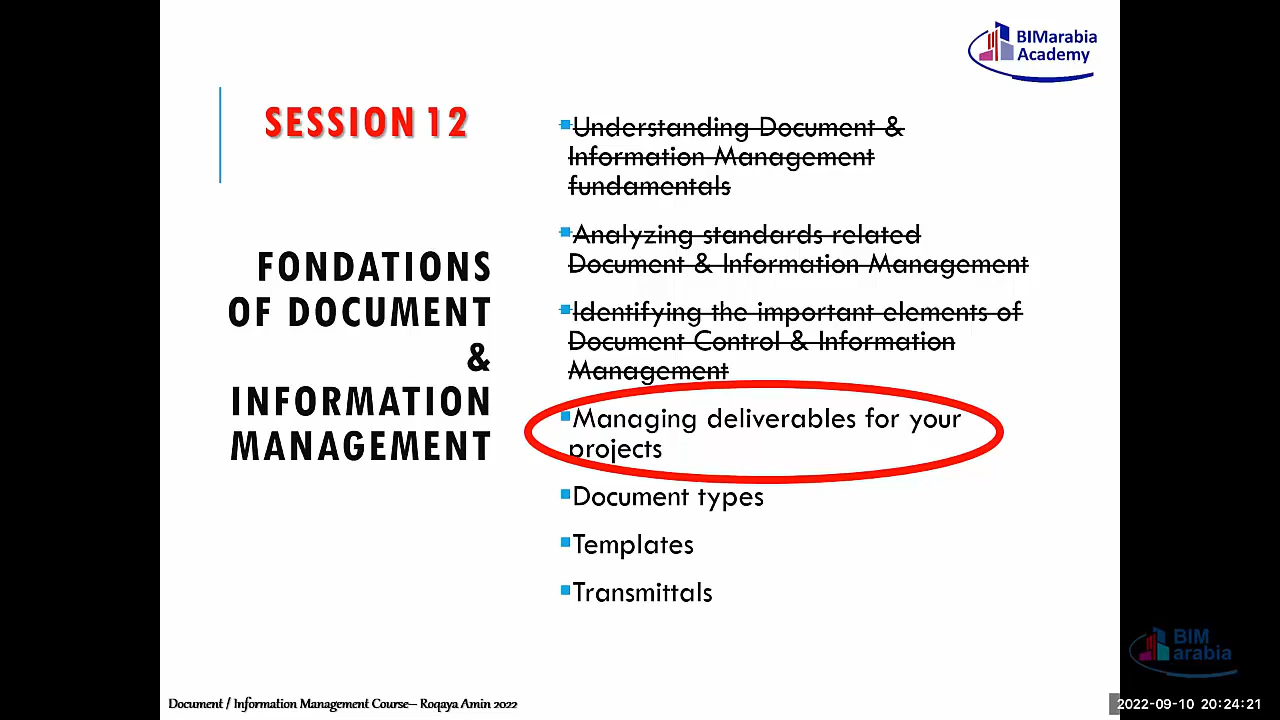 BIMarabia
Academy
SESSION 12
FONDATIONS
OF DOCUMENT
&
INFORMATION
MANAGEMENT
Understanding Document &
Information Management
fundamentals
Analyzing standards related
Document & Information Management
Identifying the important elements of
Document Control & Information
Management
Managing deliverables for your
projects
Document types
Templates
Transmittals
BIM
arabia
Document / Information Management Course– Roqaya Amin 2022
2022-09-10 20:24:21